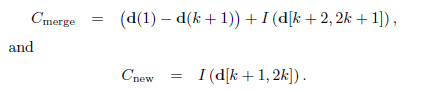 C_merge = (d(1) − d(k + 1)) + I (d[k + 2, 2k + 1]) ,
and
C_new = I (d[k + 1, 2k]) .